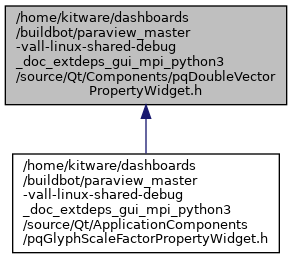 /home/kitware/dashboards
/buildbot/paraview_master
-vall-linux-shared-debug
_doc_extdeps_gui_mpi_python3
/source/Qt/Components/pqDoubleVector
PropertyWidget.h
/home/kitware/dashboards
/buildbot/paraview_master
-vall-linux-shared-debug
_doc_extdeps_gui_mpi_python3
/source/Qt/ApplicationComponents
/pqGlyphScaleFactorPropertyWidget.h